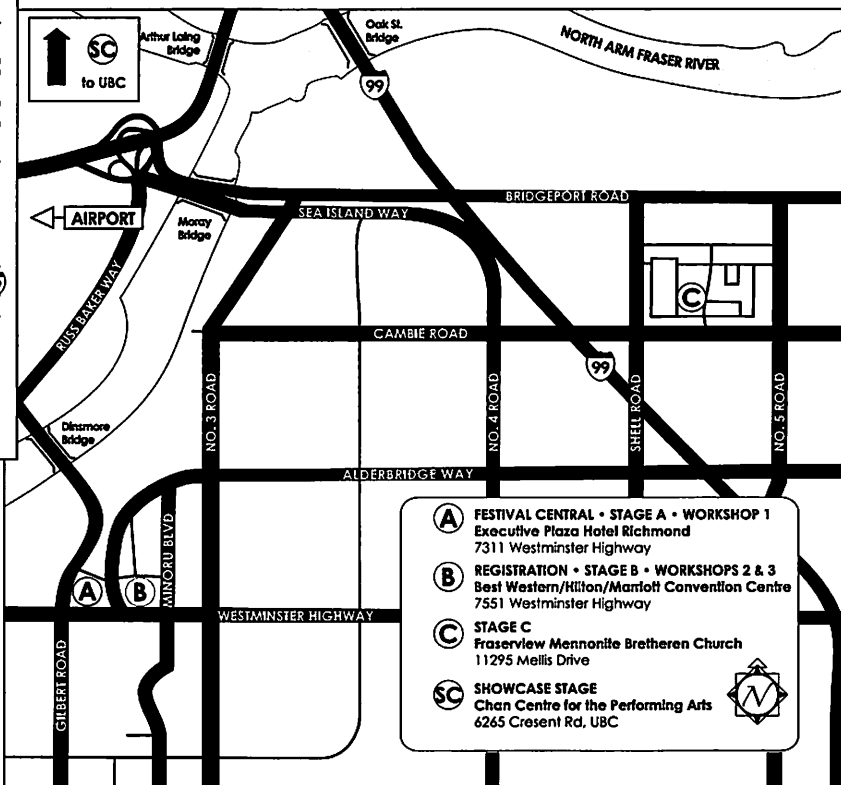 SC
to UBC
Arthur Laing
Bridge
Oak St.
Bridge
NORTH ARM FRASER RIVER
99
BRIDGEPORT ROAD
SEA ISLAND WAY
AIRPORT
Moray
Bridge
RUSS BAKER WAY
C
CAMBIE ROAD
99
NO. 3 ROAD
NO. 4 ROAD
SHELL ROAD
NO. 5 ROAD
Dinsmore
Bridge
ALDERBRIDGE WAY
MINORU BLVD
A
B
WESTMINSTER HIGHWAY
GILBERT ROAD
A
FESTIVAL CENTRAL • STAGE A • WORKSHOP 1
Executive Plaza Hotel Richmond
7311 Westminster Highway
B
REGISTRATION • STAGE B • WORKSHOPS 2 & 3
Best Western/Hilton/Marriott Convention Centre
7551 Westminster Highway
C
STAGE C
Fraserview Mennonite Bretheren Church
11295 Mellis Drive
SC
SHOWCASE STAGE
Chan Centre for the Performing Arts
6265 Cresent Rd, UBC
N